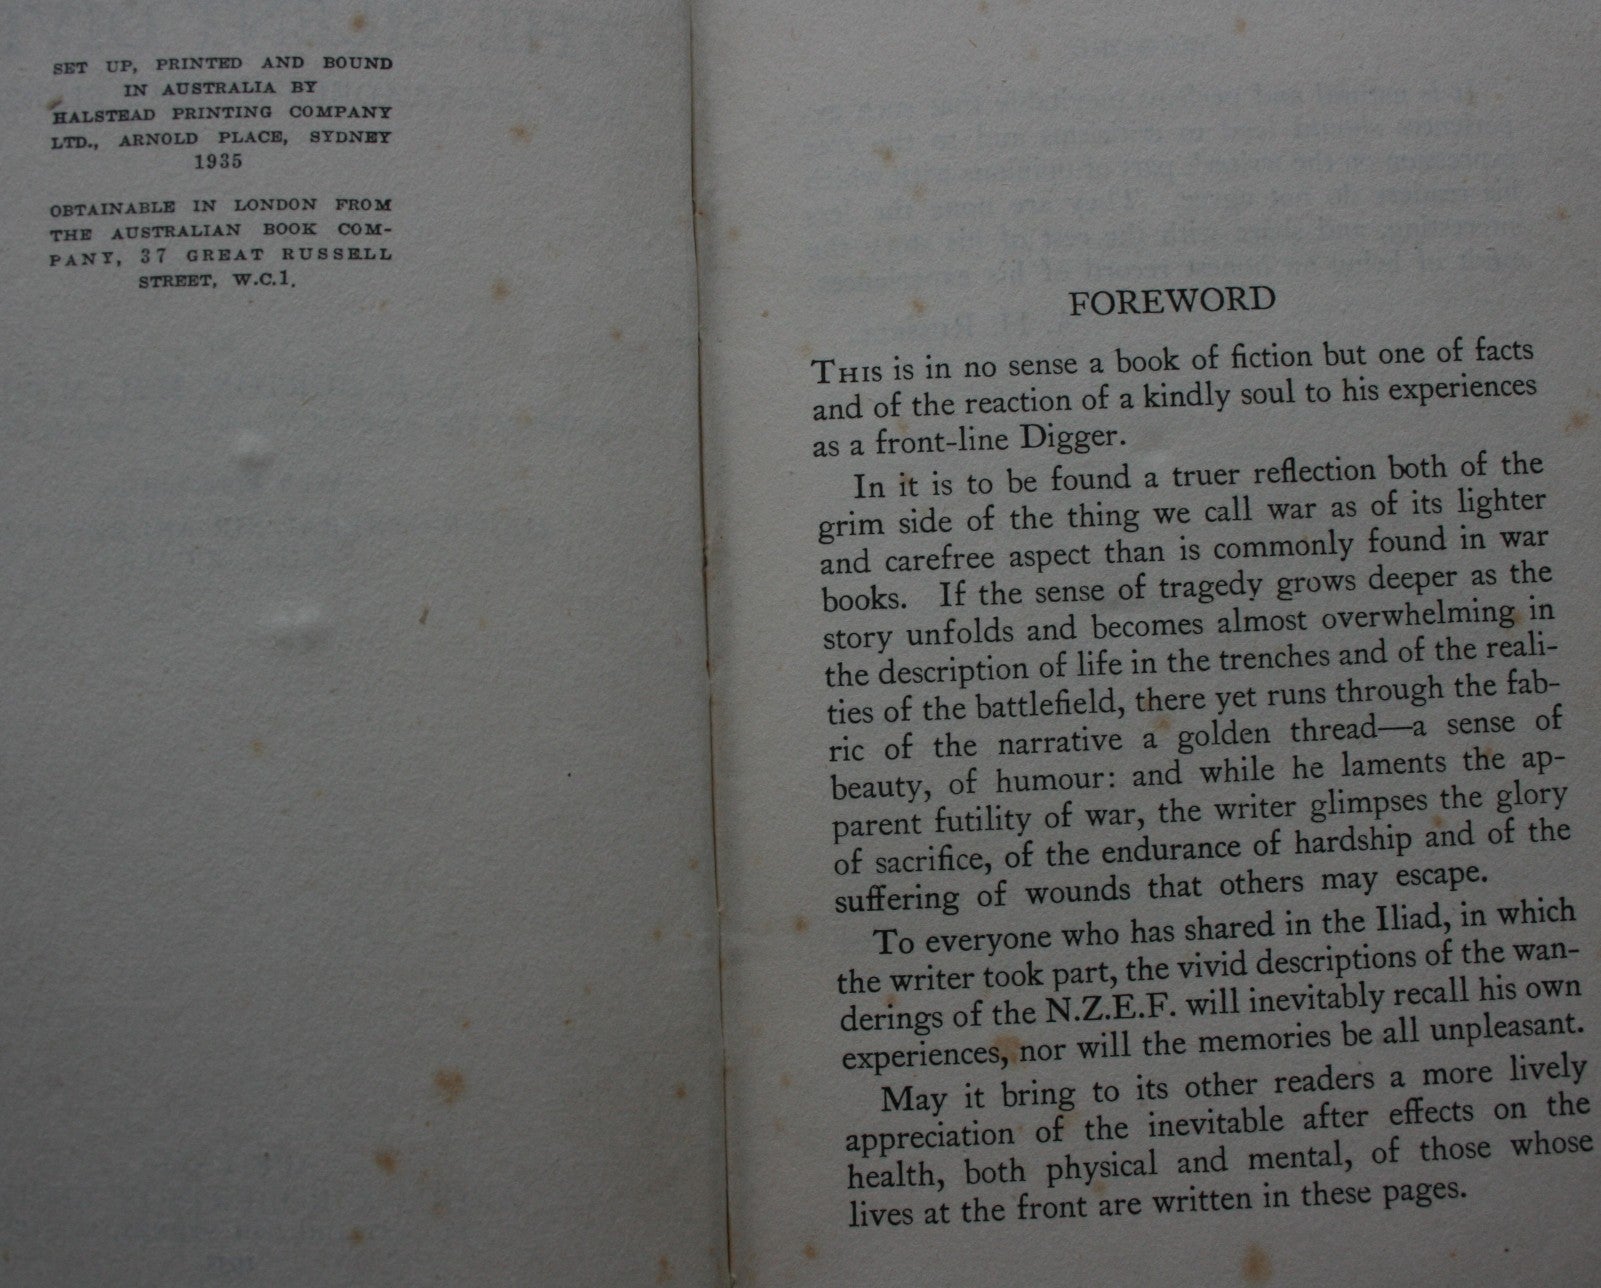 SET UP, PRINTED AND BOUND
IN AUSTRALIA BY
HALSTEAD PRINTING COMPANY
LTD., ARNOLD PLACE, SYDNEY
1935
OBTAINABLE IN LONDON FROM
THE AUSTRALIAN BOOK COM-
PANY, 37 GREAT RUSSELL
STREET, W.C.1.
FOREWORD
THIS is in no sense a book of fiction but one of facts
and of the reaction of a kindly soul to his experiences
as a front-line Digger.
In it is to be found a truer reflection both of the
grim side of the thing we call war as of its lighter
and carefree aspect than is commonly found in war
books. If the sense of tragedy grows deeper as the
story unfolds and becomes almost overwhelming in
the description of life in the trenches and of the reali-
ties of the battlefield, there yet runs through the fab-
ric of the narrative a golden thread—a sense of
beauty, of humour: and while he laments the ap-
parent futility of war, the writer glimpses the glory
of sacrifice, of the endurance of hardship and of the
suffering of wounds that others may escape.
To everyone who has shared in the Iliad, in which
the writer took part, the vivid descriptions of the wan-
derings of the N.Z.E.F. will inevitably recall his own
experiences, nor will the memories be all unpleasant.
May it bring to its other readers a more lively
appreciation of the inevitable after effects on the
health, both physical and mental, of those whose
lives at the front are written in these pages.